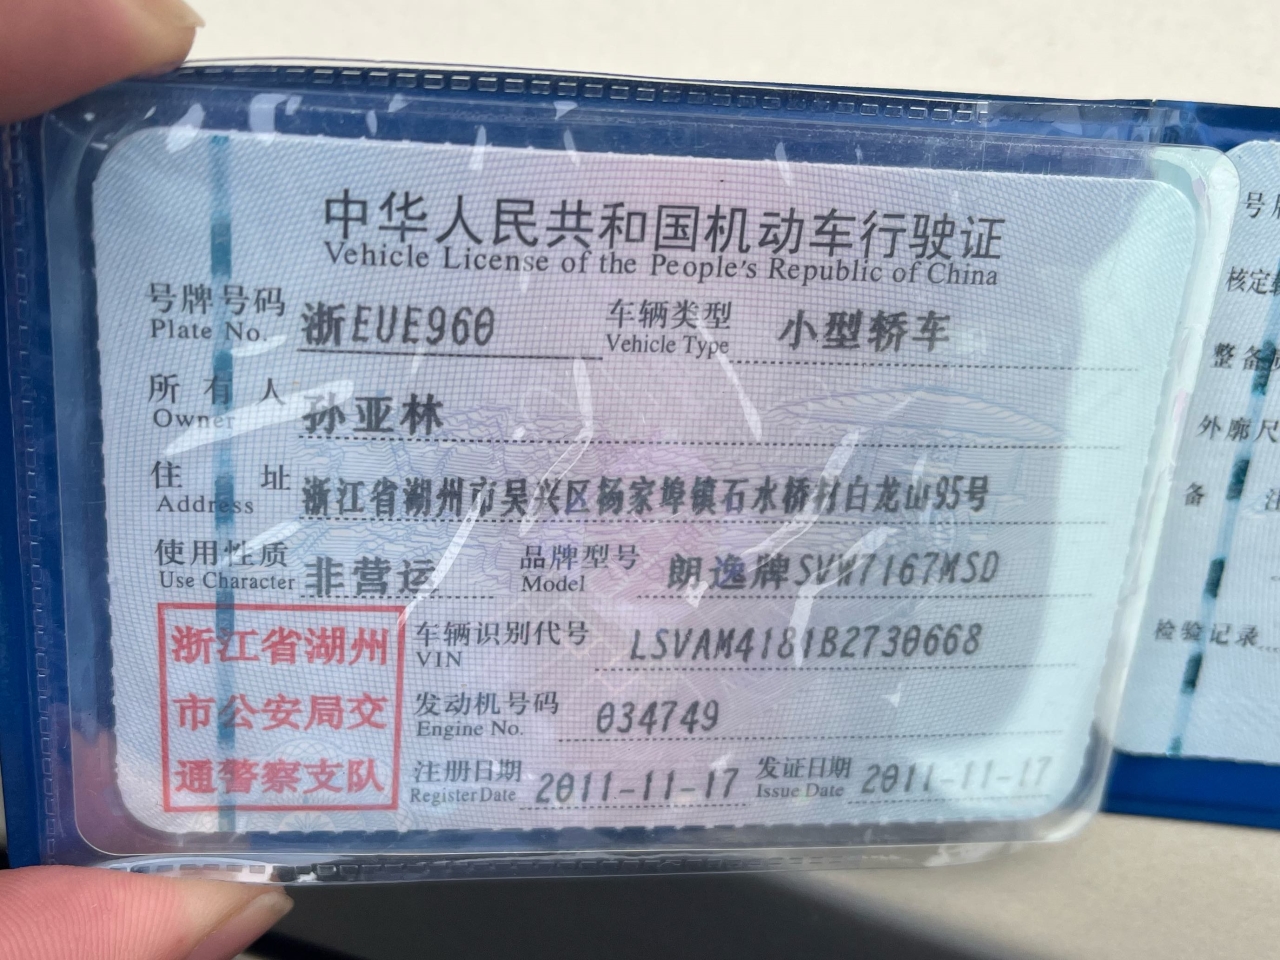 中华人民共和国机动车行驶证
Vehicle License of the People's Republic of China
号牌号码 浙EUE960 车辆类型 小型轿车
Plate No. Vehicle Type
所有人 孙亚林
Owner
住址 浙江省湖州市吴兴区杨家埠镇石水桥村白龙山95号
Address
使用性质 非营运 品牌型号 朗逸牌SVW7167MSD
Use Character Model
浙江省湖州
市公安局交
通警察支队
车辆识别代号 LSVAM4181B2730668
VIN
发动机号码 034749
Engine No.
注册日期 2011-11-17 发证日期 2011-11-17
Register Date Issue Date
号
核定
整备
外廓尺
备
检验记录